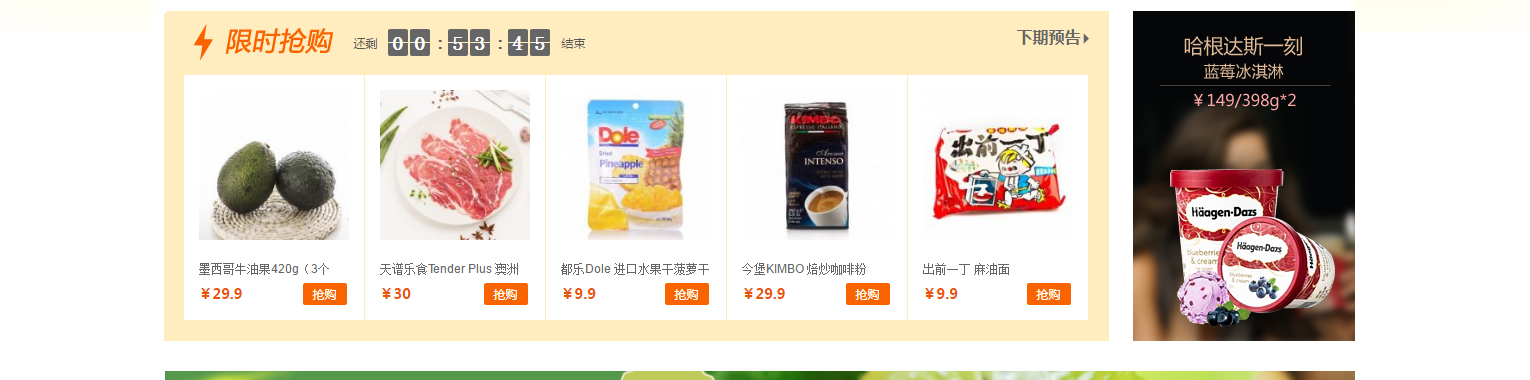 限时抢购
还剩 00:53:45 结束
下期预告
Dole
Dried
Pineapple
KIMBO
ESPRESSO ITALIANO
Aroma
INTENSO
出前一丁
墨西哥牛油果420g（3个
¥29.9
抢购
天谱乐食Tender Plus 澳洲
¥30
抢购
都乐Dole 进口水果干菠萝干
¥9.9
抢购
今堡KIMBO 焙炒咖啡粉
¥29.9
抢购
出前一丁 麻油面
¥9.9
抢购
哈根达斯一刻
蓝莓冰淇淋
¥149/398g*2
Häagen-Dazs
blueberries
& cream
Häagen-Dazs
blueberries
& cream